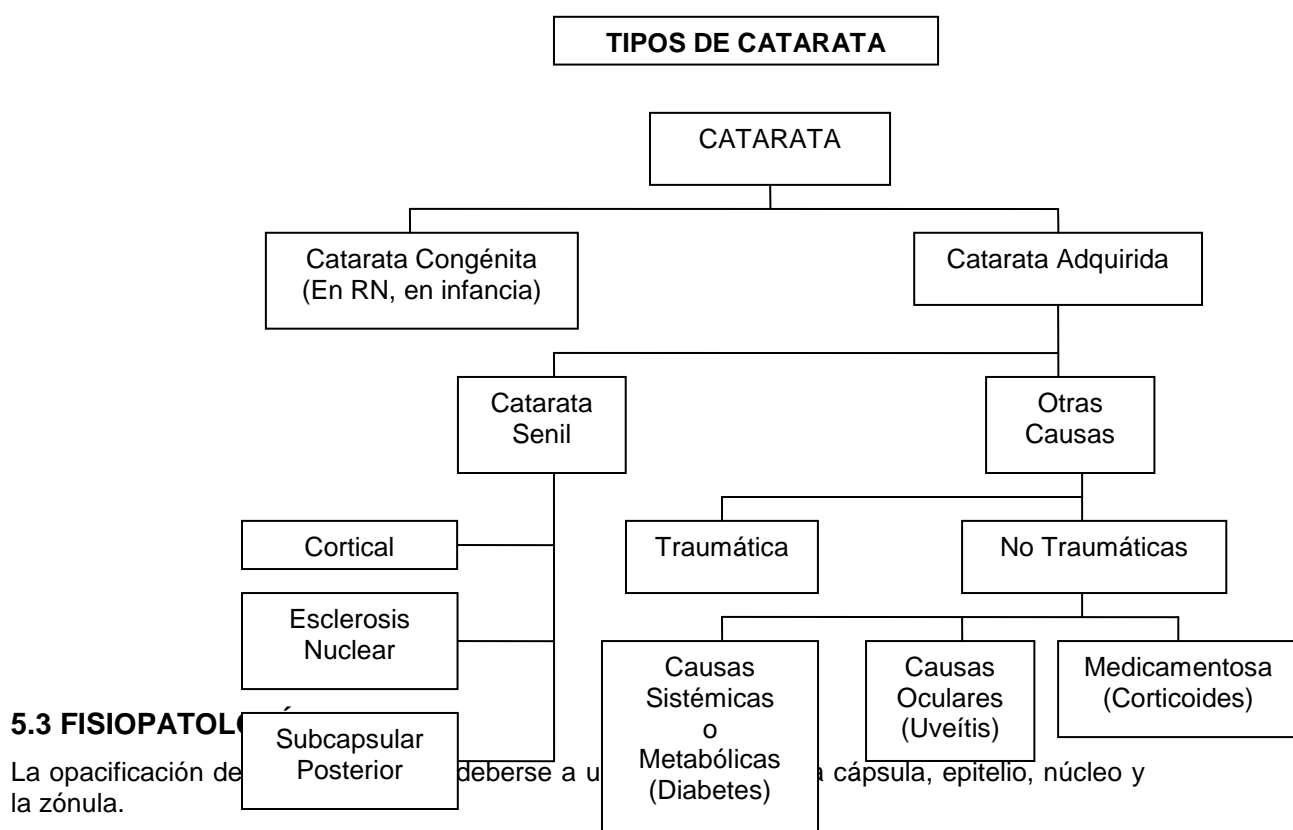 TIPOS DE CATARATA
CATARATA
Catarata Congénita
(En RN, en infancia)
Catarata Adquirida
Catarata
Senil
Otras
Causas
Cortical
Traumática
No Traumáticas
Esclerosis
Nuclear
Causas
Sistémicas
o
Metabólicas
(Diabetes)
Causas
Oculares
(Uveítis)
Medicamentosa
(Corticoides)
Subcapsular
Posterior
5.3
La opacificación deberse a cápsula, epitelio, núcleo y
la zónula.